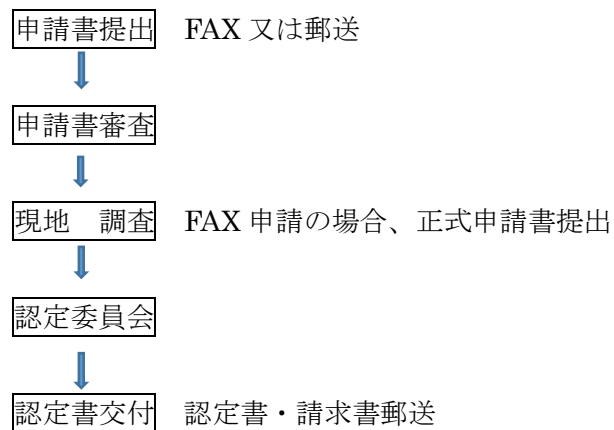 申請書提出 FAX 又は郵送
申請書審査
現地 調査 FAX 申請の場合、正式申請書提出
認定委員会
認定書交付 認定書・請求書郵送